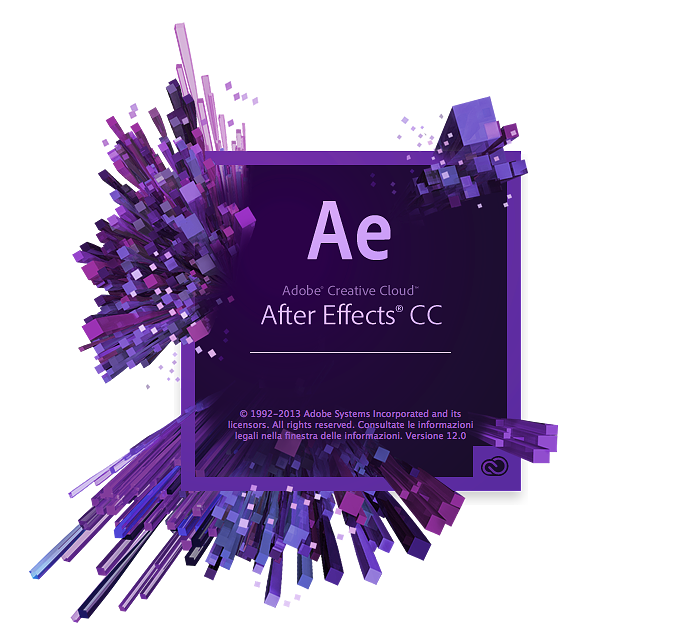 Ae
Adobe® Creative Cloud™
After Effects® CC
© 1992-2013 Adobe Systems Incorporated and its
licensors. All rights reserved. Consultate le informazioni
legali nella finestra delle informazioni. Versione 12.0